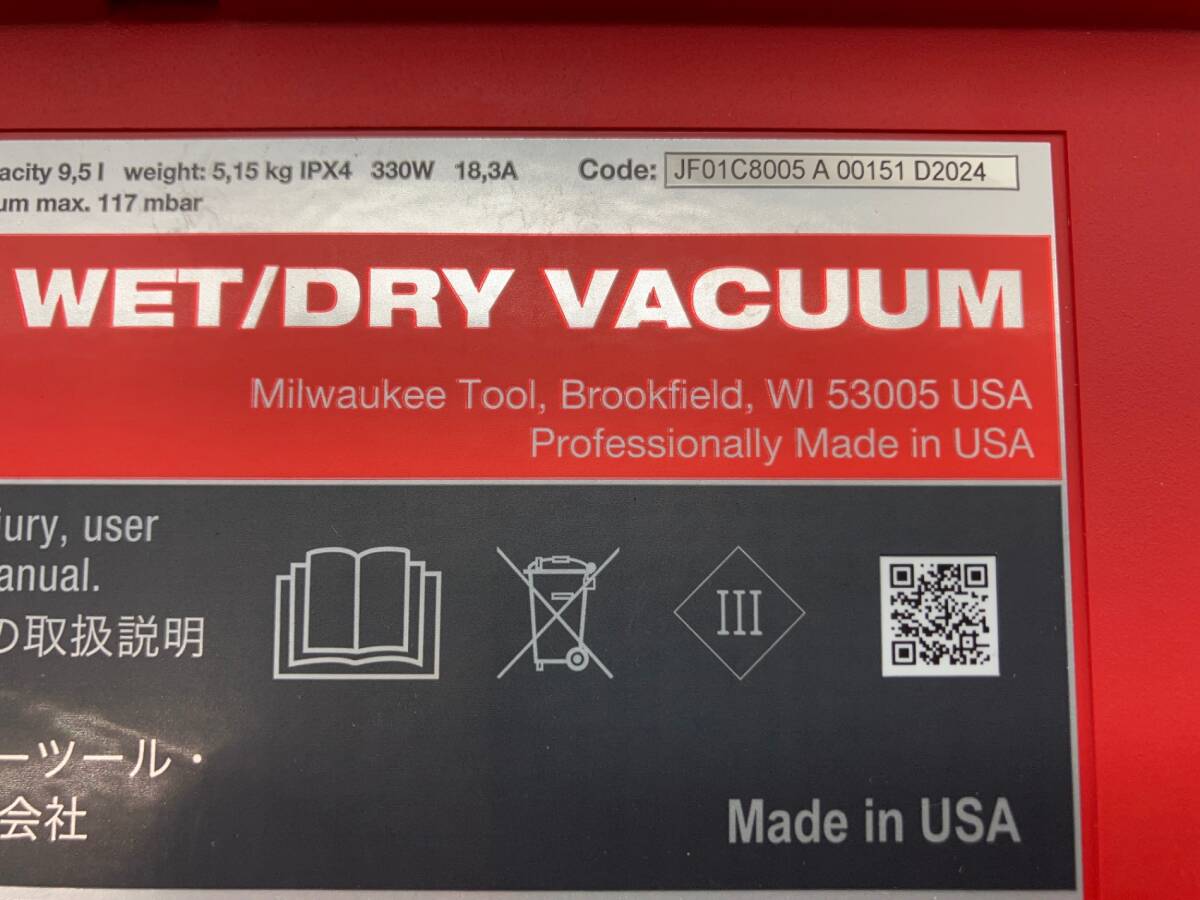 acity 9,5 l weight: 5,15 kg IPX4 330W 18,3A
Code: JF01C8005 A 00151 D2024
um max. 117 mbar
WET/DRY VACUUM
Milwaukee Tool, Brookfield, WI 53005 USA
Professionally Made in USA
jury, user
anual.
の取扱説明
III
ーツール・
会社
Made in USA